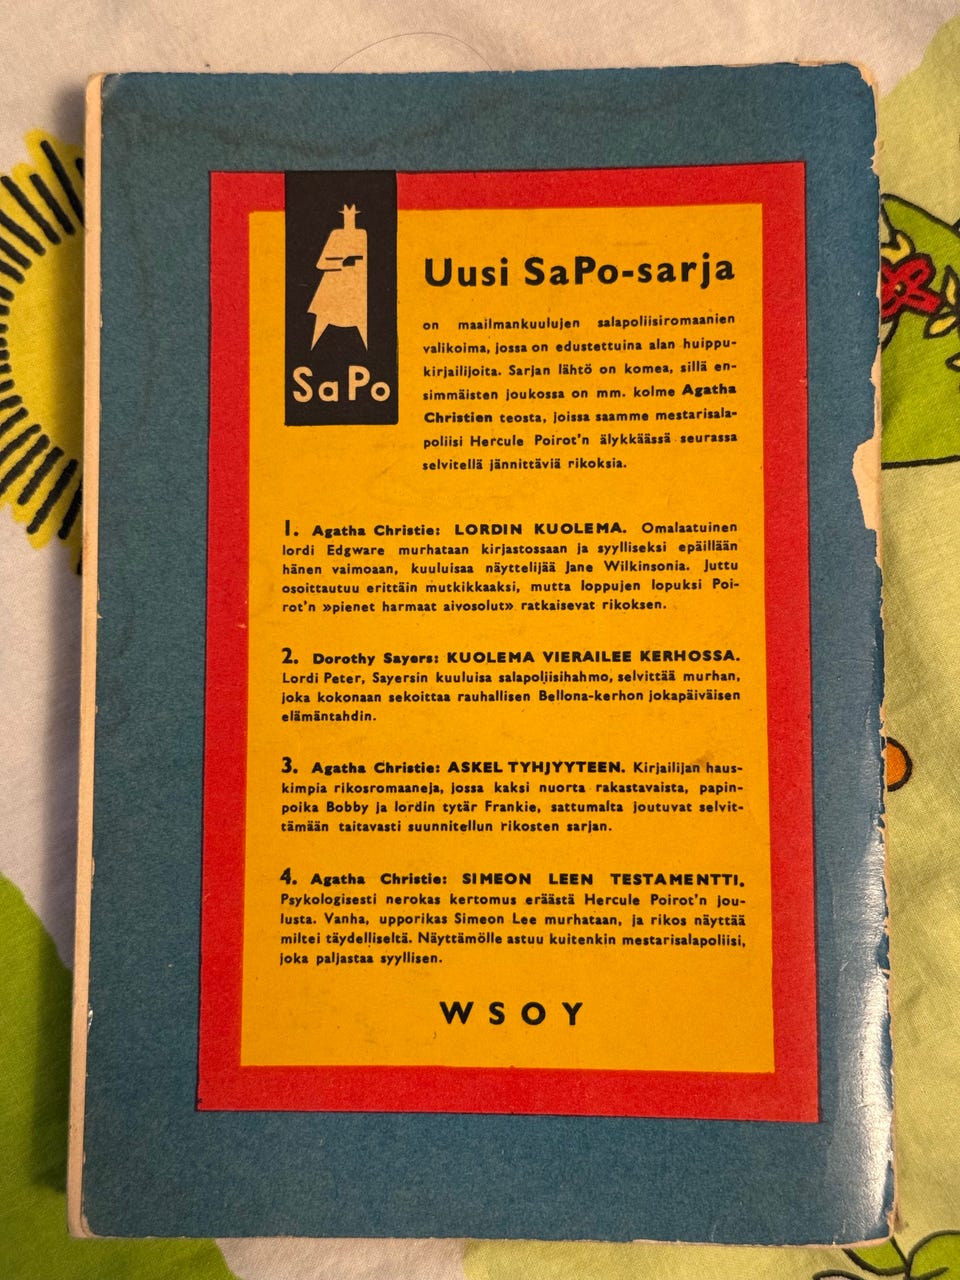 SaPo
Uusi SaPo-sarja
on maailmankuulujen salapoliisiromaanien
valikoima, jossa on edustettuina alan huippu-
kirjailijoita. Sarjan lähtö on komea, sillä en-
simmäisten joukossa on mm. kolme Agatha
Christien teosta, joissa saamme mestarisala-
poliisi Hercule Poirot'n älykkäässä seurassa
selvitellä jännittäviä rikoksia.
1. Agatha Christie: LORDIN KUOLEMA. Omalaatuinen
lordi Edgware murhataan kirjastossaan ja syylliseksi epäillään
hänen vaimoaan, kuuluisaa näyttelijää Jane Wilkinsonia. Juttu
osoittautuu erittäin mutkikkaaksi, mutta loppujen lopuksi Poi-
rot'n »pienet harmaat aivosolut» ratkaisevat rikoksen.
2. Dorothy Sayers: KUOLEMA VIERAILEE KERHOSSA.
Lordi Peter, Sayersin kuuluisa salapoliisihahmo, selvittää murhan,
joka kokonaan sekoittaa rauhallisen Bellona-kerhon jokapäiväisen
elämäntahdin.
3. Agatha Christie: ASKEL TYHJYYTEEN. Kirjailijan haus-
kimpia rikosromaaneja, jossa kaksi nuorta rakastavaista, papin-
poika Bobby ja lordin tytär Frankie, sattumalta joutuvat selvit-
tämään taitavasti suunnitellun rikosten sarjan.
4. Agatha Christie: SIMEON LEEN TESTAMENTTI.
Psykologisesti nerokas kertomus eräästä Hercule Poirot'n jou-
lusta. Vanha, upporikas Simeon Lee murhataan, ja rikos näyttää
miltei täydelliseltä. Näyttämölle astuu kuitenkin mestarisalapoliisi,
joka paljastaa syyllisen.
WSOY